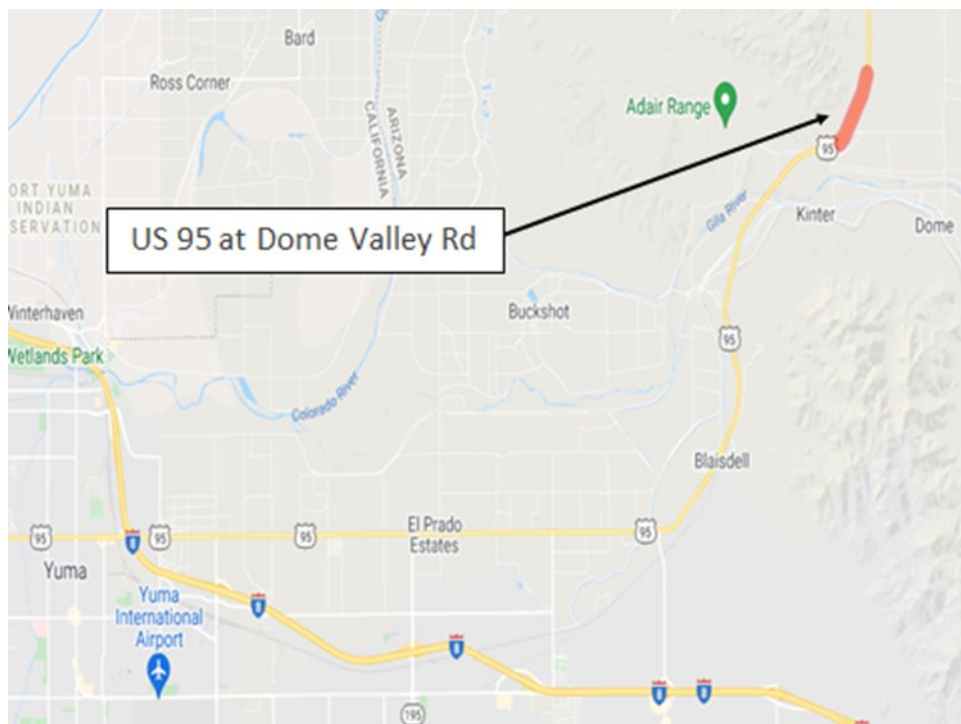 Bard
Ross Corner
ARIZONA
CALIFORNIA
Adair Range
95
ORT YUMA
INDIAN
SERVATION
US 95 at Dome Valley Rd
Gila River
Kinter
Dome
Winterhaven
Buckshot
95
Wetlands Park
Colorado River
Blaisdell
El Prado
Estates
95
95
95
95
8
Yuma
Yuma
International
Airport
8
8
8
8
195